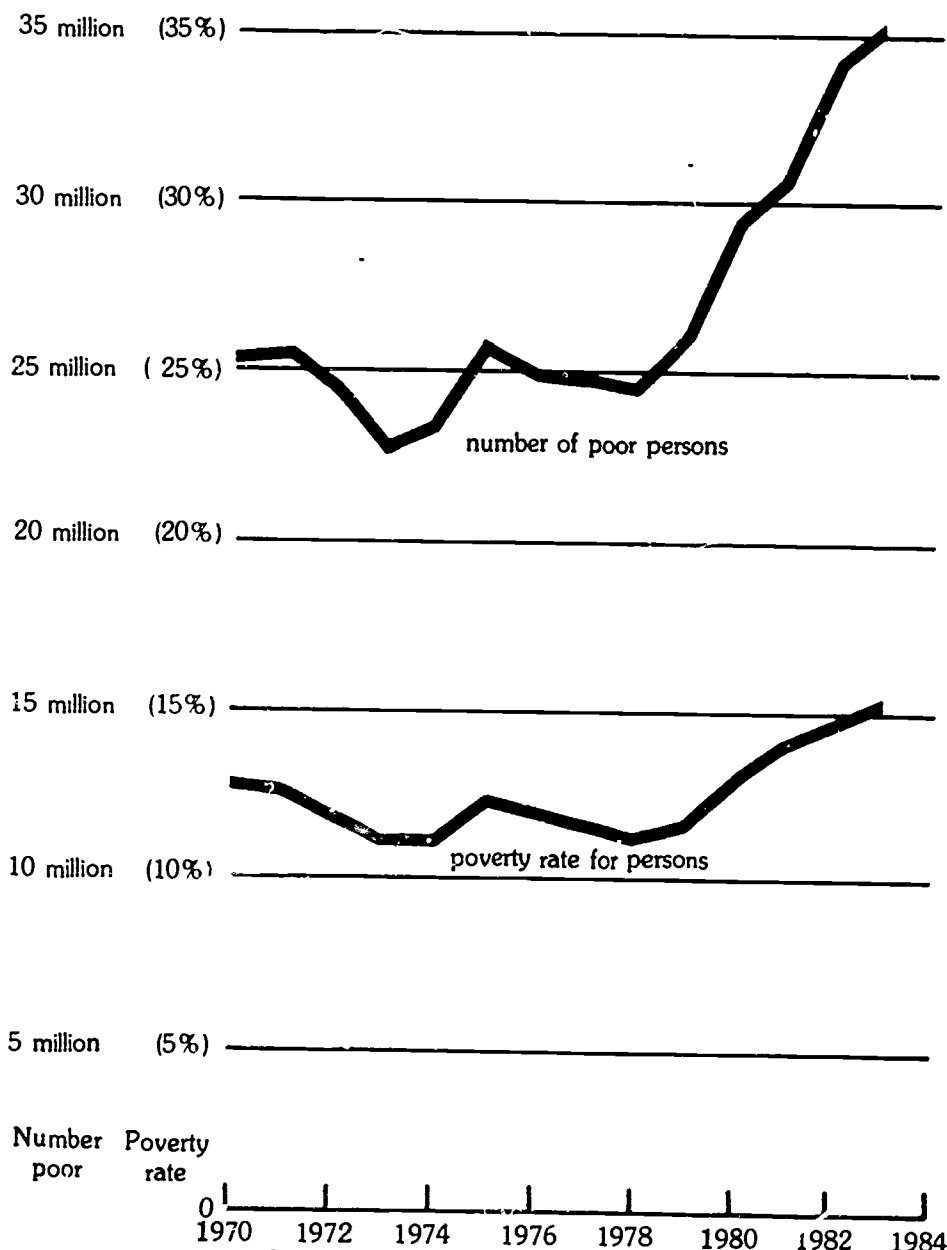 35 million (35%)
30 million (30%)
25 million ( 25%)
number of poor persons
20 million (20%)
15 million (15%)
poverty rate for persons
10 million (10%)
5 million (5%)
Number Poverty
poor rate
0
1970 1972 1974 1976 1978 1980 1982 1984